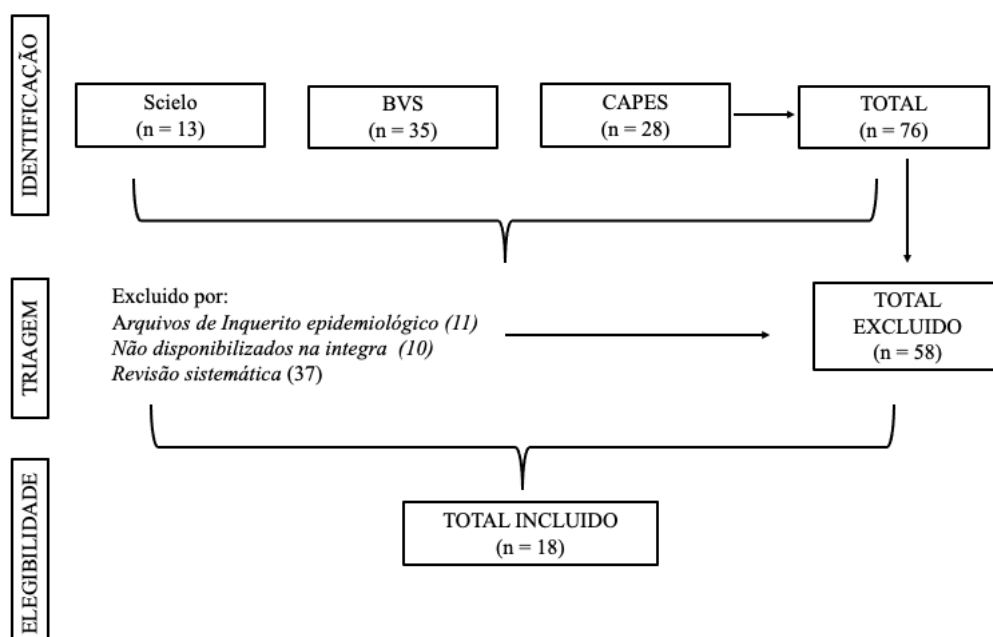 IDENTIFICAÇÃO
Scielo
(n = 13)
BVS
(n = 35)
CAPES
(n = 28)
TOTAL
(n = 76)
TRIAGEM
Excluido por:
Arquivos de Inquerito epidemiológico (11)
Não disponibilizados na integra (10)
Revisão sistemática (37)
TOTAL
EXCLUIDO
(n = 58)
ELEGIBILIDADE
TOTAL INCLUIDO
(n = 18)